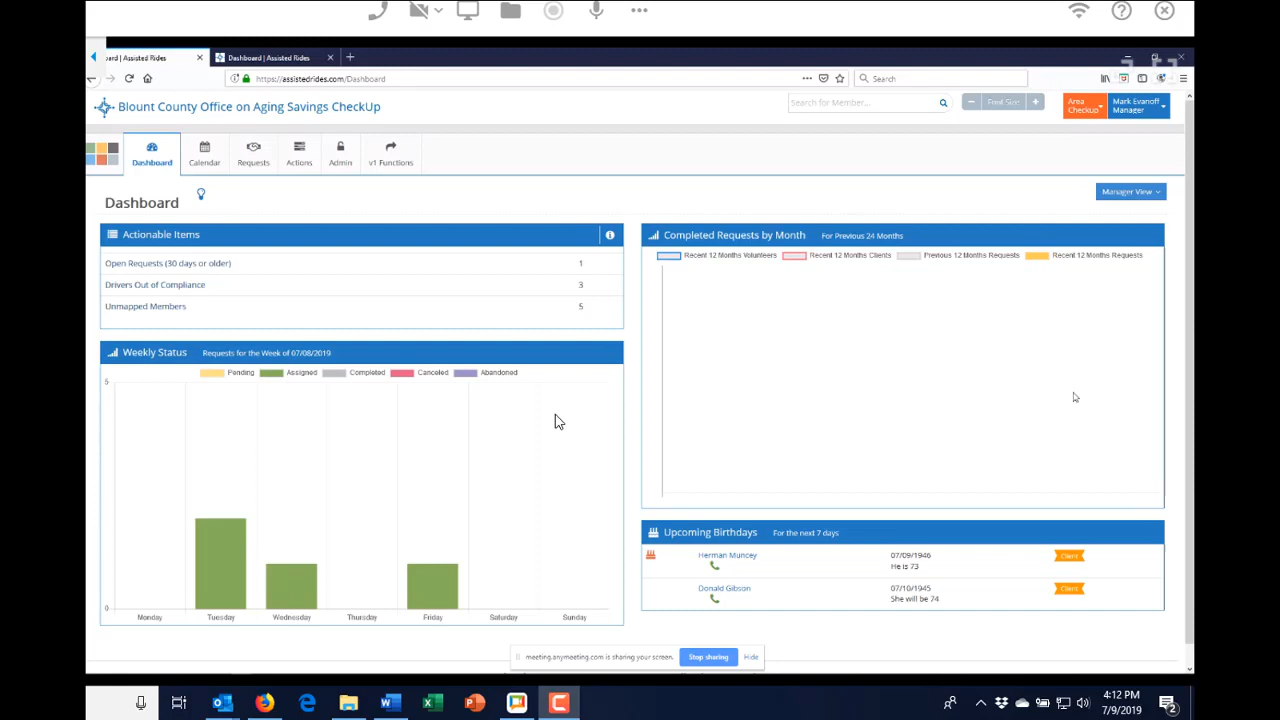 ard | Assisted Rides
Dashboard | Assisted Rides
https://assistedrides.com/Dashboard
Search
Blount County Office on Aging Savings CheckUp
Search for Member...
Font Size
Area Checkup
Mark Evanoff Manager
Dashboard
Calendar
Requests
Actions
Admin
v1 Functions
Dashboard
Manager View
Actionable Items
Open Requests (30 days or older) 1
Drivers Out of Compliance 3
Unmapped Members 5
Weekly Status Requests for the Week of 07/08/2019
Pending Assigned Completed Canceled Abandoned
5
0
Monday Tuesday Wednesday Thursday Friday Saturday Sunday
Completed Requests by Month For Previous 24 Months
Recent 12 Months Volunteers Recent 12 Months Clients Previous 12 Months Requests Recent 12 Months Requests
Upcoming Birthdays For the next 7 days
Herman Muncey 07/09/1946 Client
He is 73
Donald Gibson 07/10/1945 Client
She will be 74
meeting.anymeeting.com is sharing your screen. Stop sharing Hide
4:12 PM
7/9/2019
2